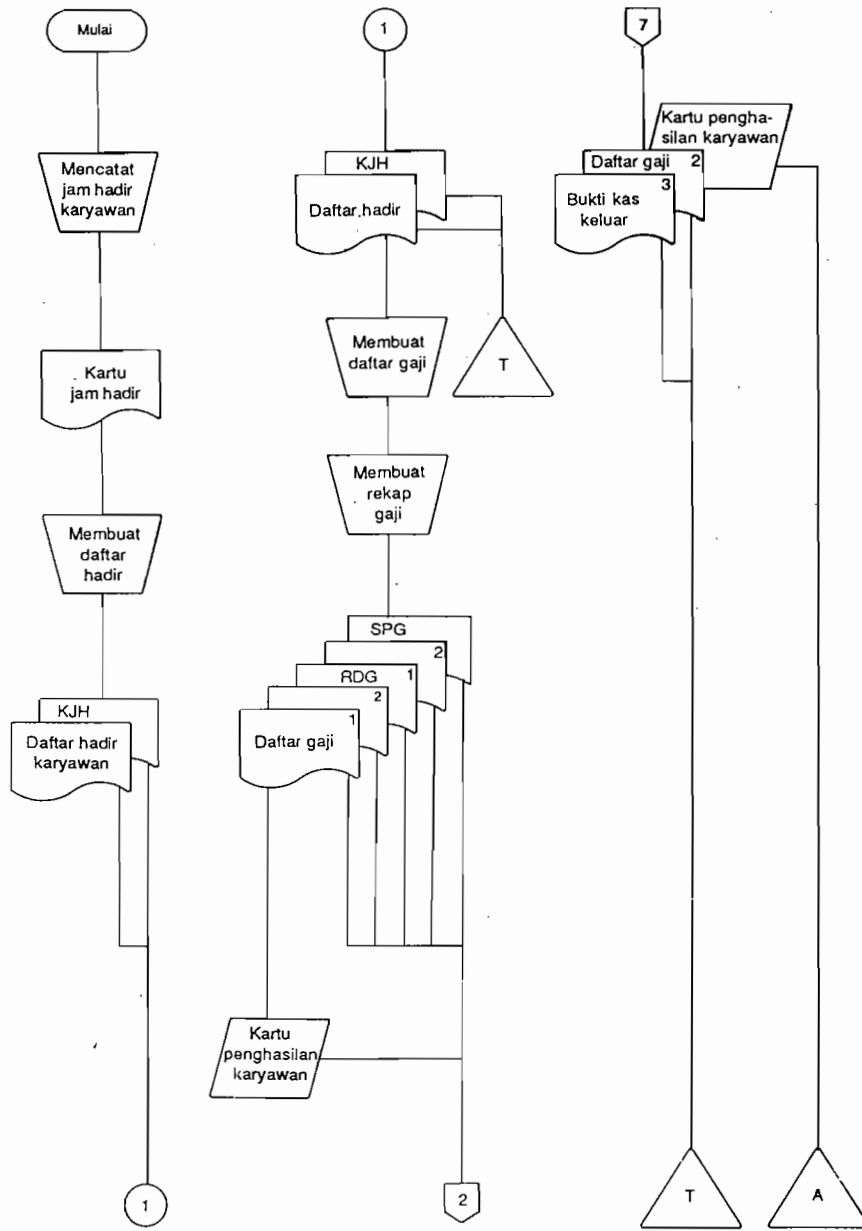 Mulai
Mencatat
jam hadir
karyawan
Kartu
jam hadir
Membuat
daftar
hadir
KJH
Daftar hadir
karyawan
1
1
KJH
Daftar hadir
T
Membuat
daftar gaji
Membuat
rekap
gaji
SPG
2
RDG 1
2
1
Daftar gaji
Kartu
penghasilan
karyawan
2
7
Kartu pengha-
silan karyawan
Daftar gaji 2
3
Bukti kas
keluar
T
A